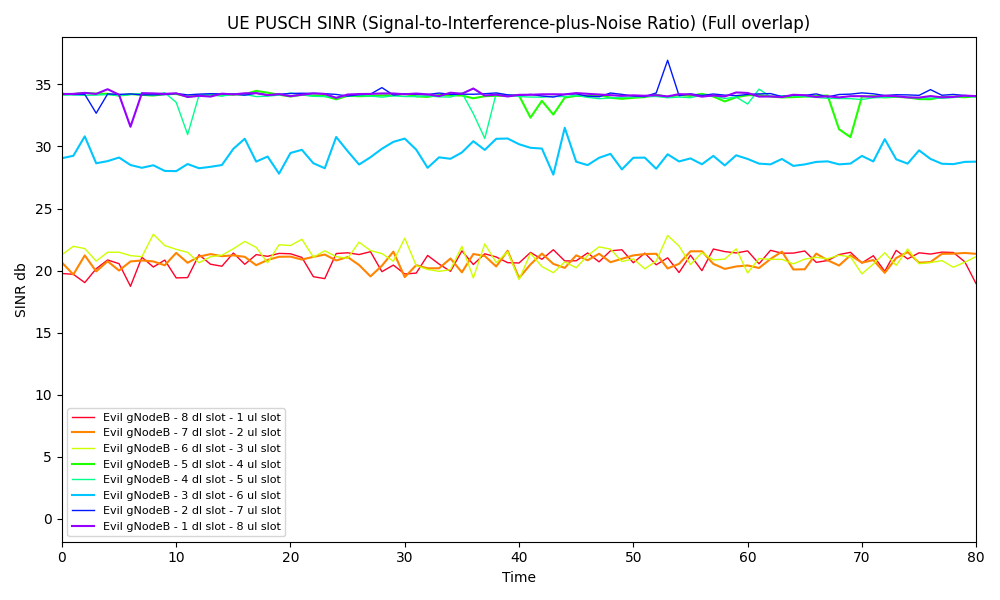 UE PUSCH SINR (Signal-to-Interference-plus-Noise Ratio) (Full overlap)
SINR db
35
30
25
20
15
10
5
0
Evil gNodeB - 8 dl slot - 1 ul slot
Evil gNodeB - 7 dl slot - 2 ul slot
Evil gNodeB - 6 dl slot - 3 ul slot
Evil gNodeB - 5 dl slot - 4 ul slot
Evil gNodeB - 4 dl slot - 5 ul slot
Evil gNodeB - 3 dl slot - 6 ul slot
Evil gNodeB - 2 dl slot - 7 ul slot
Evil gNodeB - 1 dl slot - 8 ul slot
0 10 20 30 40 50 60 70 80
Time